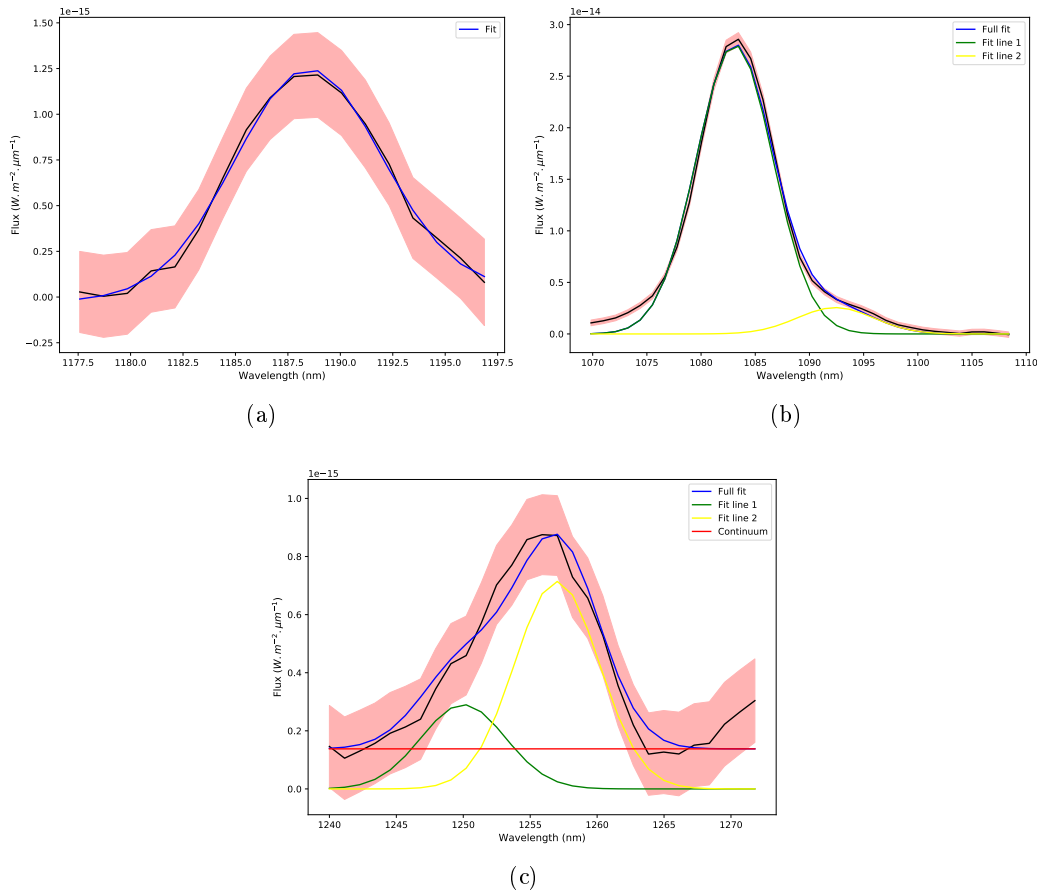 1e−15
1.50
1.25
1.00
0.75
0.50
0.25
0.00
−0.25
Flux (W. m⁻². μm⁻¹)
Fit
1177.5 1180.0 1182.5 1185.0 1187.5 1190.0 1192.5 1195.0 1197.5
Wavelength (nm)
(a)
1e−14
3.0
2.5
2.0
1.5
1.0
0.5
0.0
Flux (W. m⁻². μm⁻¹)
Full fit
Fit line 1
Fit line 2
1070 1075 1080 1085 1090 1095 1100 1105 1110
Wavelength (nm)
(b)
1e−15
1.0
0.8
0.6
0.4
0.2
0.0
Flux (W. m⁻². μm⁻¹)
Full fit
Fit line 1
Fit line 2
Continuum
1240 1245 1250 1255 1260 1265 1270
Wavelength (nm)
(c)